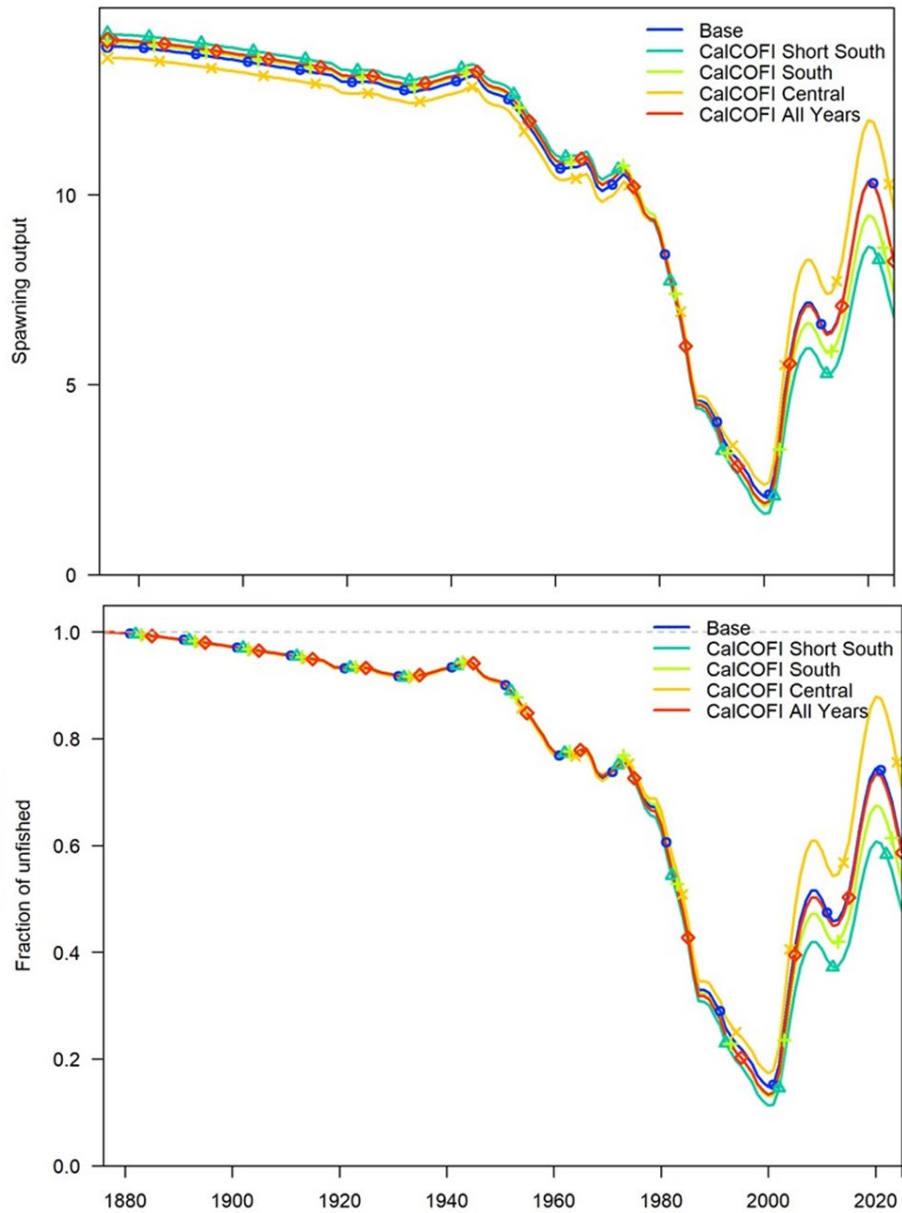 Base
CalCOFI Short South
CalCOFI South
CalCOFI Central
CalCOFI All Years
Spawning output
10
5
0
Base
CalCOFI Short South
CalCOFI South
CalCOFI Central
CalCOFI All Years
Fraction of unfished
1.0
0.8
0.6
0.4
0.2
0.0
1880 1900 1920 1940 1960 1980 2000 2020